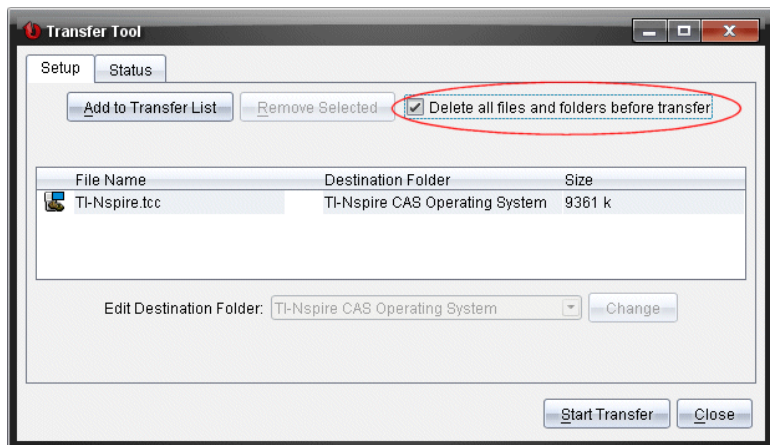 Transfer Tool
Setup Status
Add to Transfer List Remove Selected Delete all files and folders before transfer
File Name Destination Folder Size
TI-Nspire.tcc TI-Nspire CAS Operating System 9361 k
Edit Destination Folder: TI-Nspire CAS Operating System Change
Start Transfer Close